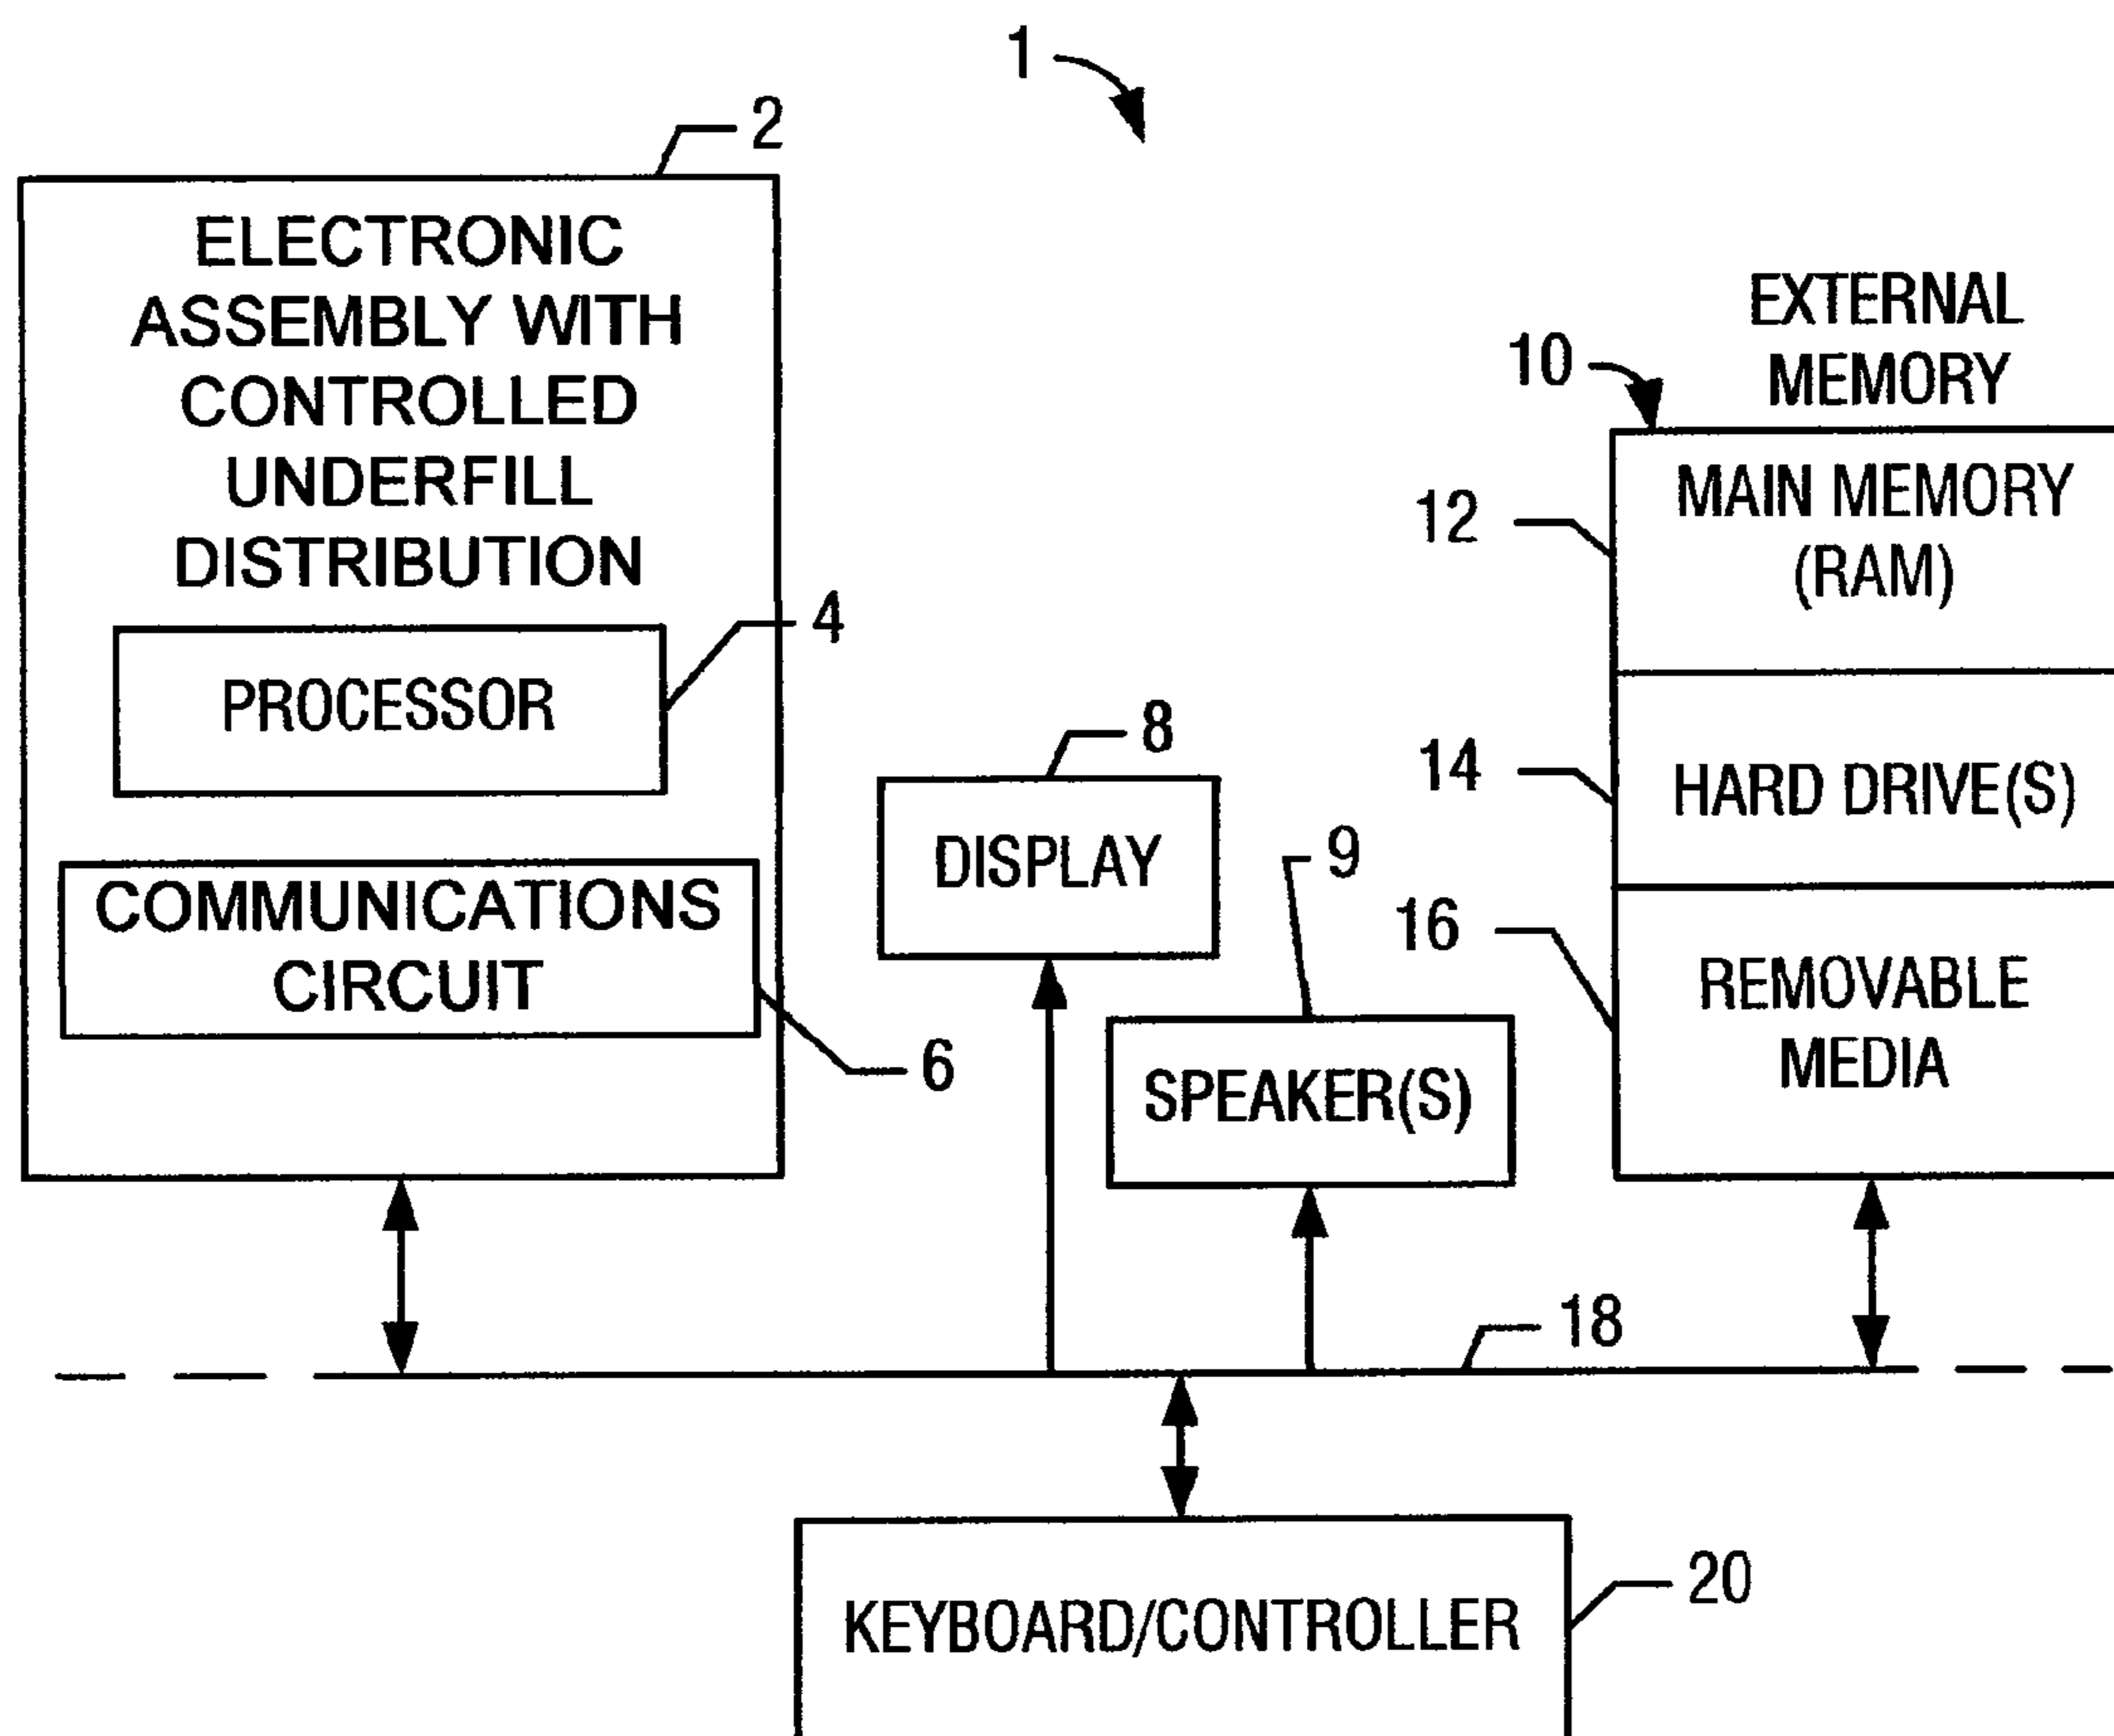 1
2
ELECTRONIC
ASSEMBLY WITH
CONTROLLED
UNDERFILL
DISTRIBUTION
4
PROCESSOR
COMMUNICATIONS
CIRCUIT
6
8
DISPLAY
9
SPEAKER(S)
EXTERNAL
MEMORY
10
12
MAIN MEMORY
(RAM)
14
HARD DRIVE(S)
16
REMOVABLE
MEDIA
18
20
KEYBOARD/CONTROLLER